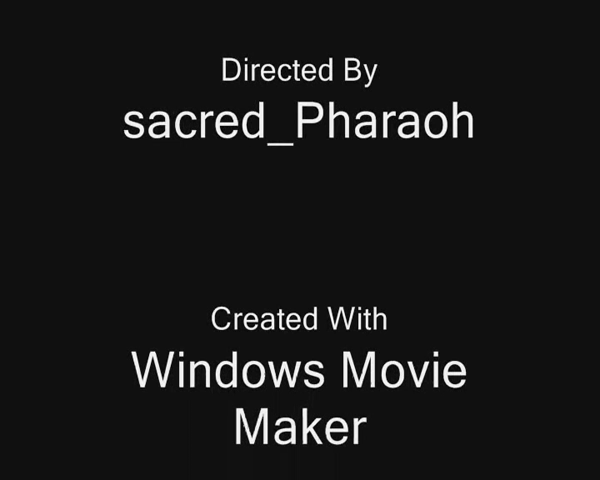 Directed By
sacred_Pharaoh
Created With
Windows Movie
Maker